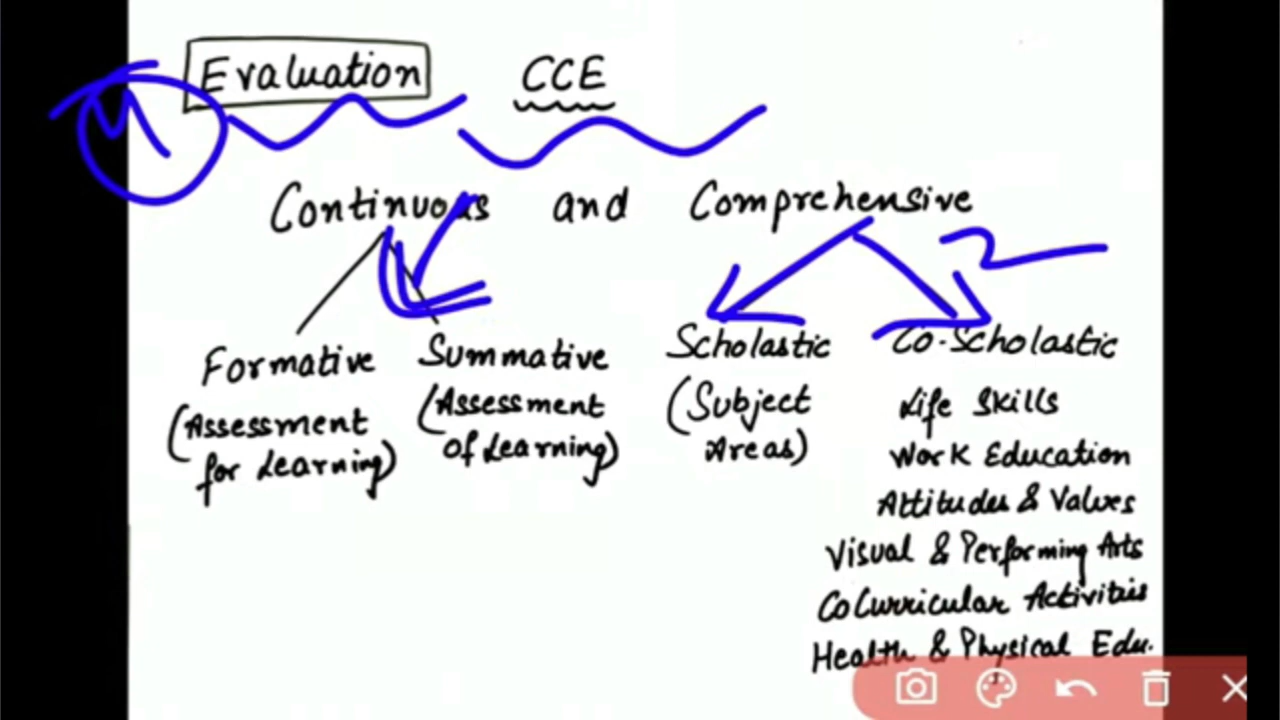 Evaluation CCE
Continuous and Comprehensive
Formative Summative Scholastic Co-Scholastic
(Assessment (Assessment (Subject Life Skills
for Learning) of Learning) Areas) Work Education
Attitudes & Values
Visual & Performing Arts
CoCurricular Activities
Health & Physical Edu.